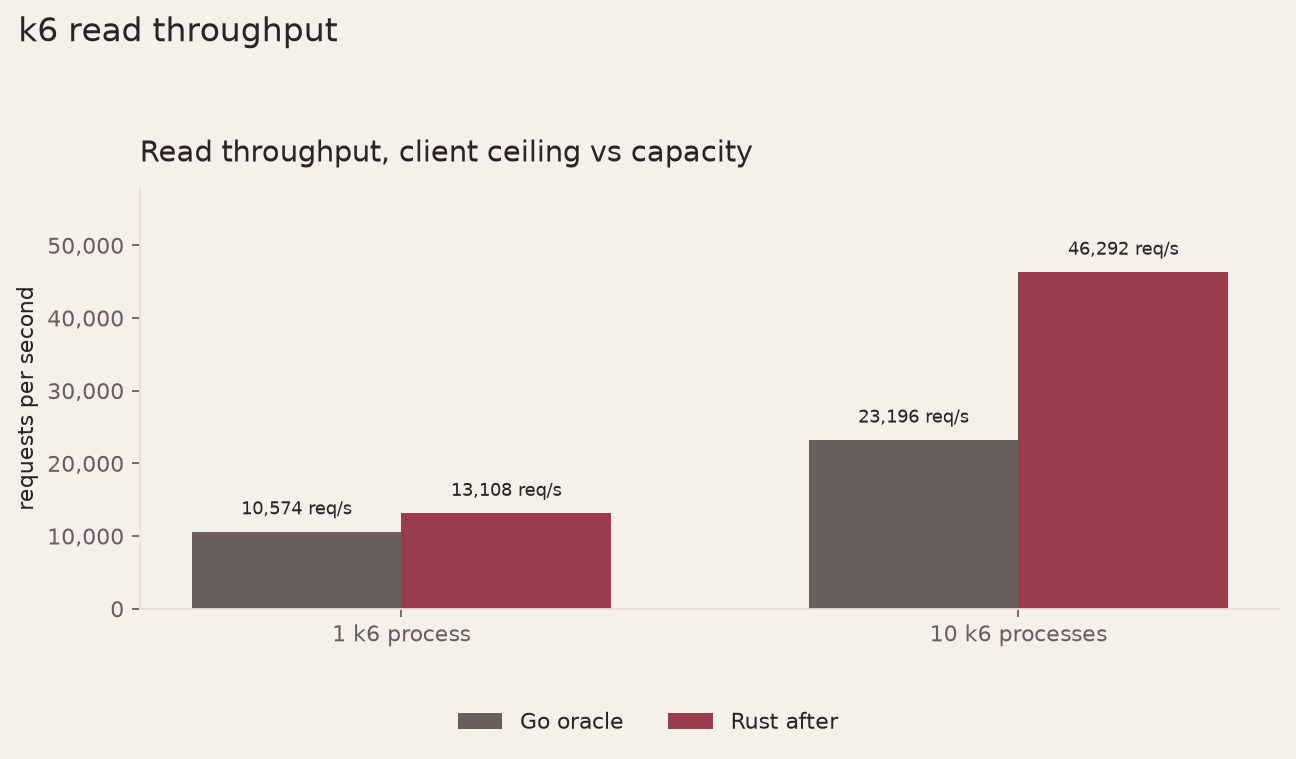 k6 read throughput
Read throughput, client ceiling vs capacity
requests per second
50,000
40,000
30,000
20,000
10,000
0
10,574 req/s
13,108 req/s
23,196 req/s
46,292 req/s
1 k6 process
10 k6 processes
Go oracle
Rust after